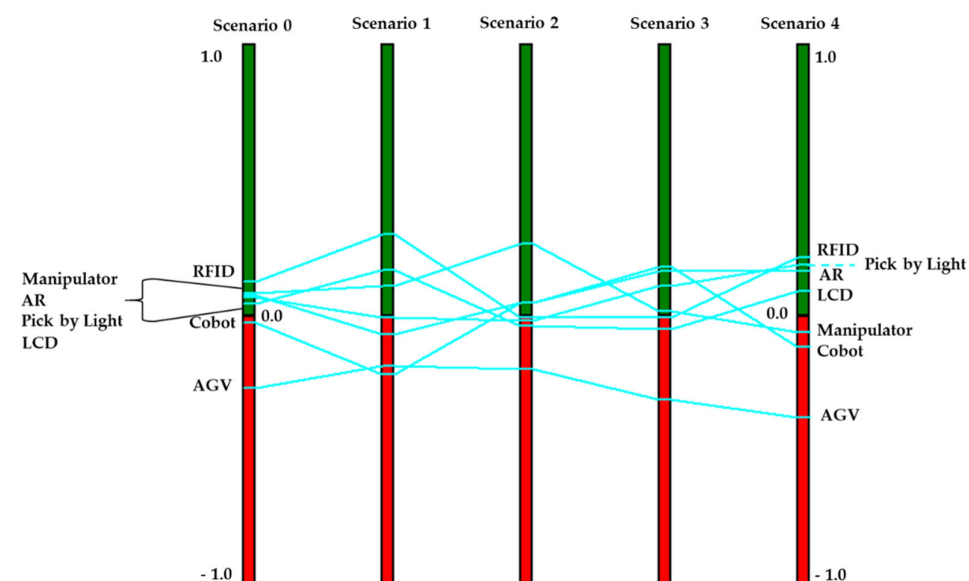 Scenario 0
Scenario 1
Scenario 2
Scenario 3
Scenario 4
1.0
1.0
RFID
Manipulator
AR
Pick by Light
LCD
Cobot
0.0
AGV
- 1.0
0.0
RFID
Pick by Light
AR
LCD
Manipulator
Cobot
AGV
- 1.0